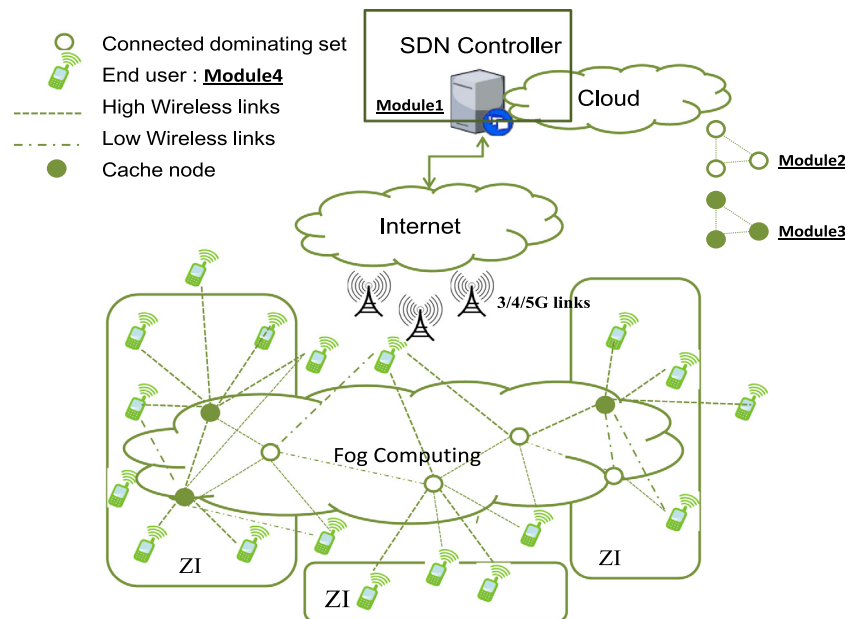 Connected dominating set
End user : Module4
High Wireless links
Low Wireless links
Cache node
SDN Controller
Module1
Cloud
Module2
Module3
Internet
3/4/5G links
Fog Computing
ZI
ZI
ZI